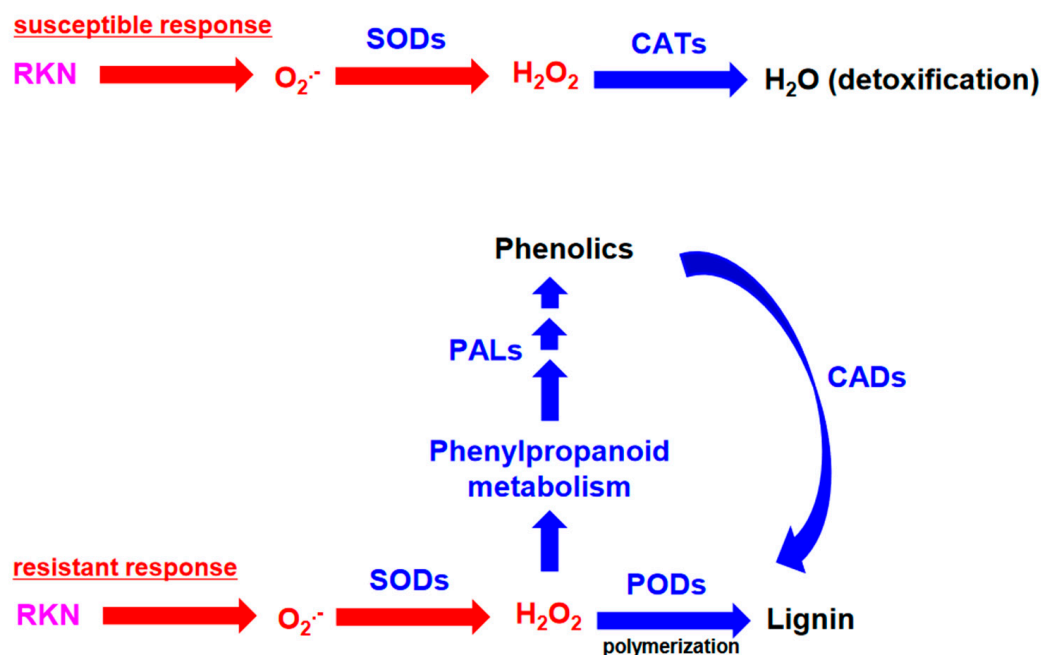 susceptible response
SODs
CATs
RKN
O₂·⁻
H₂O₂
H₂O (detoxification)
Phenolics
PALs
CADs
Phenylpropanoid
metabolism
resistant response
SODs
PODs
RKN
O₂·⁻
H₂O₂
Lignin
polymerization